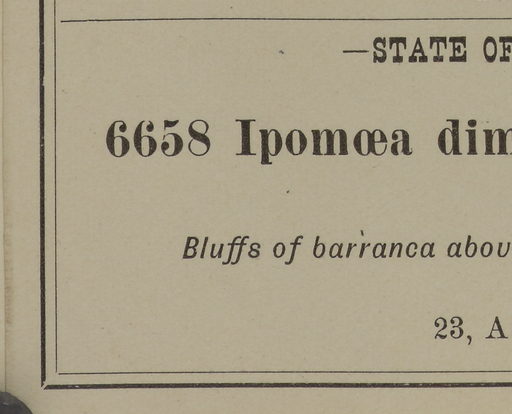 —STATE OF
6658 Ipomœa dim
Bluffs of barranca abov
23, A